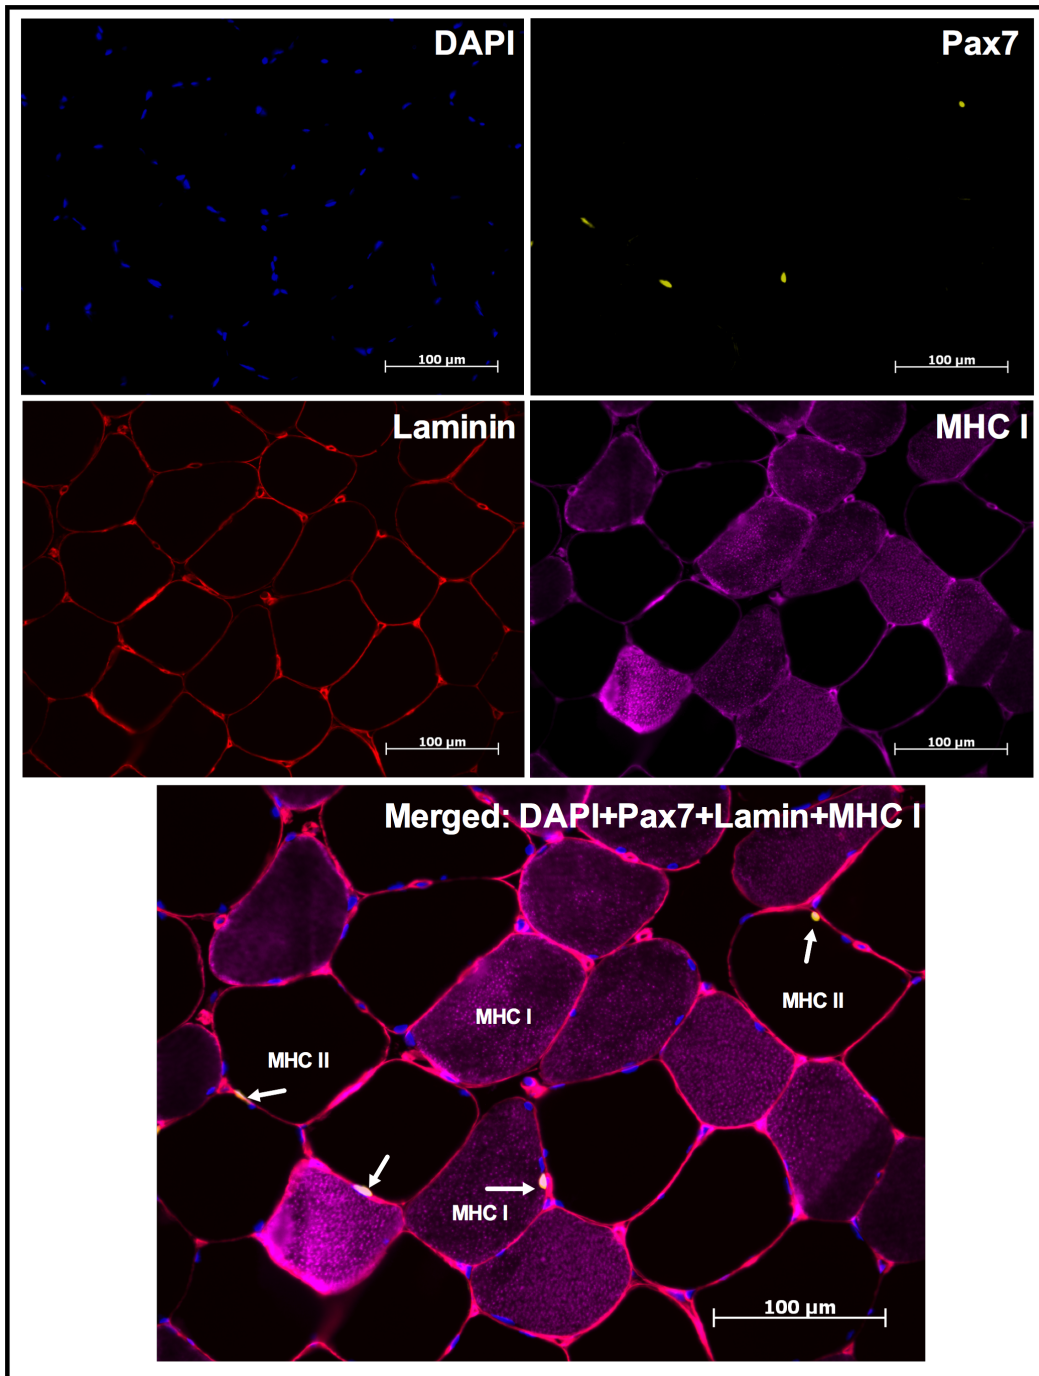 DAPI
Pax7
100 µm
100 µm
Laminin
MHC I
100 µm
100 µm
Merged: DAPI+Pax7+Lamin+MHC I
MHC I
MHC II
MHC II
MHC I
100 µm